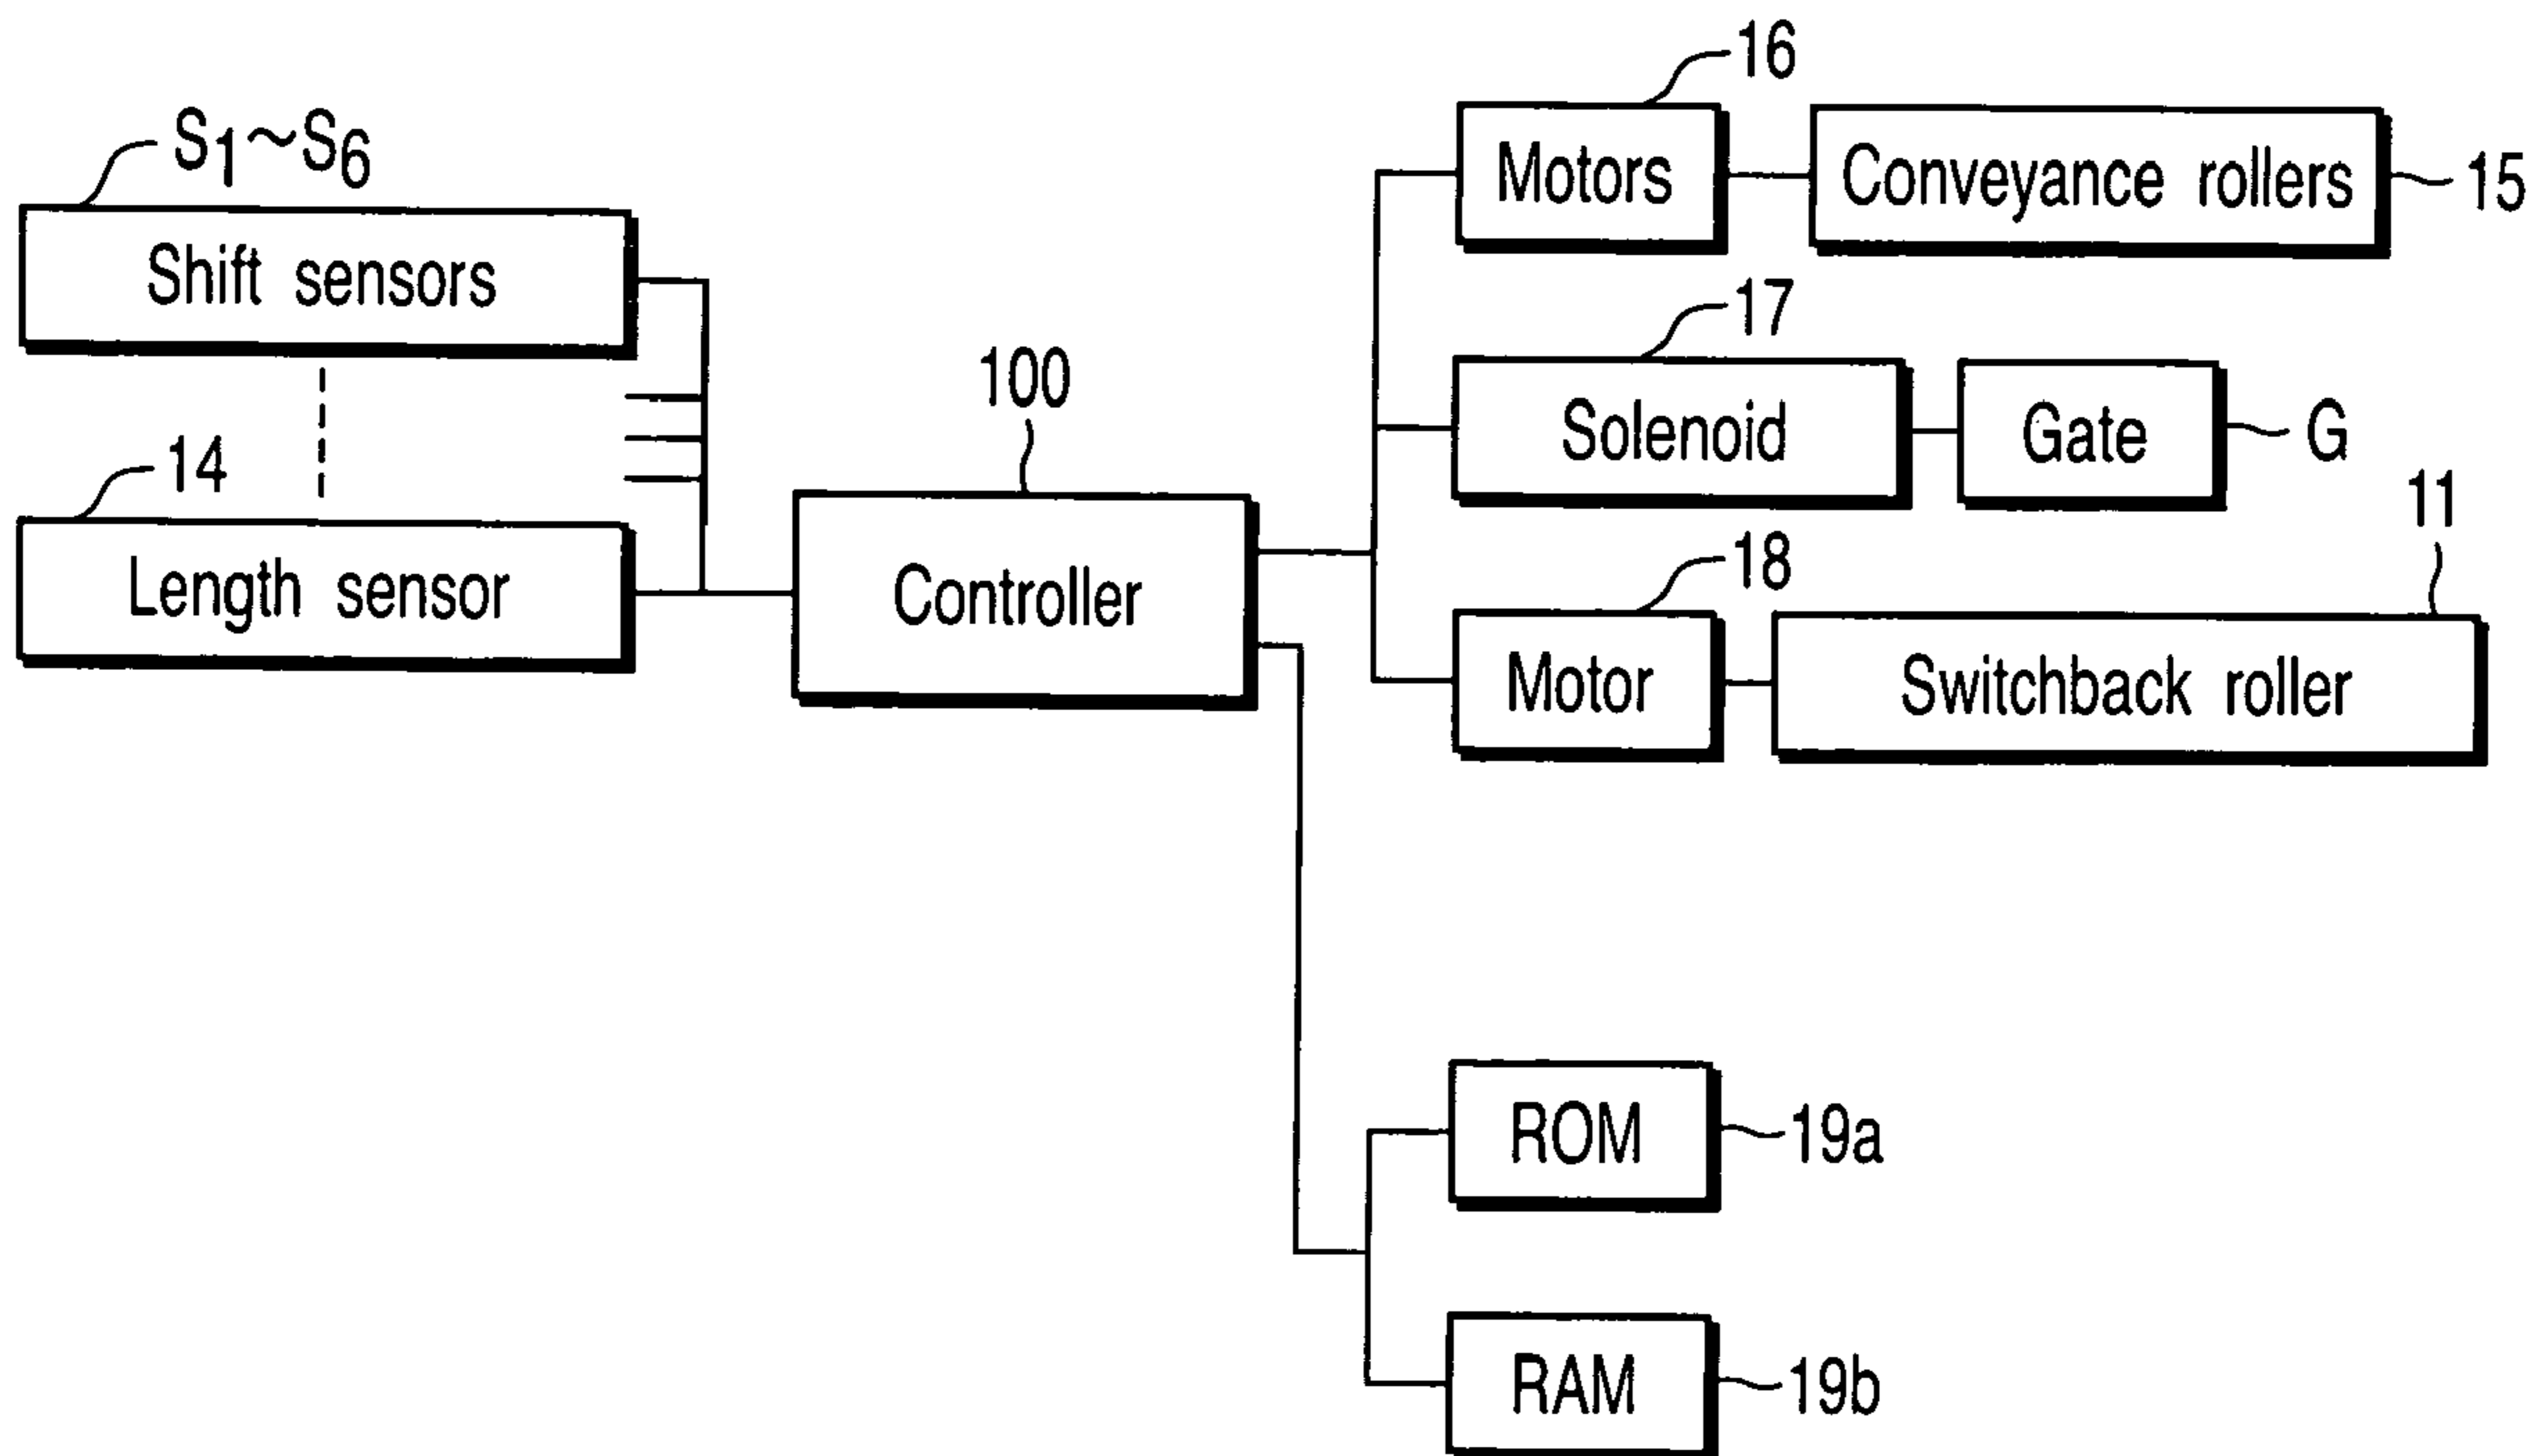 16
S1~S6
Motors
Conveyance rollers
15
Shift sensors
17
100
Solenoid
Gate
G
14
11
18
Length sensor
Controller
Motor
Switchback roller
ROM
19a
RAM
19b